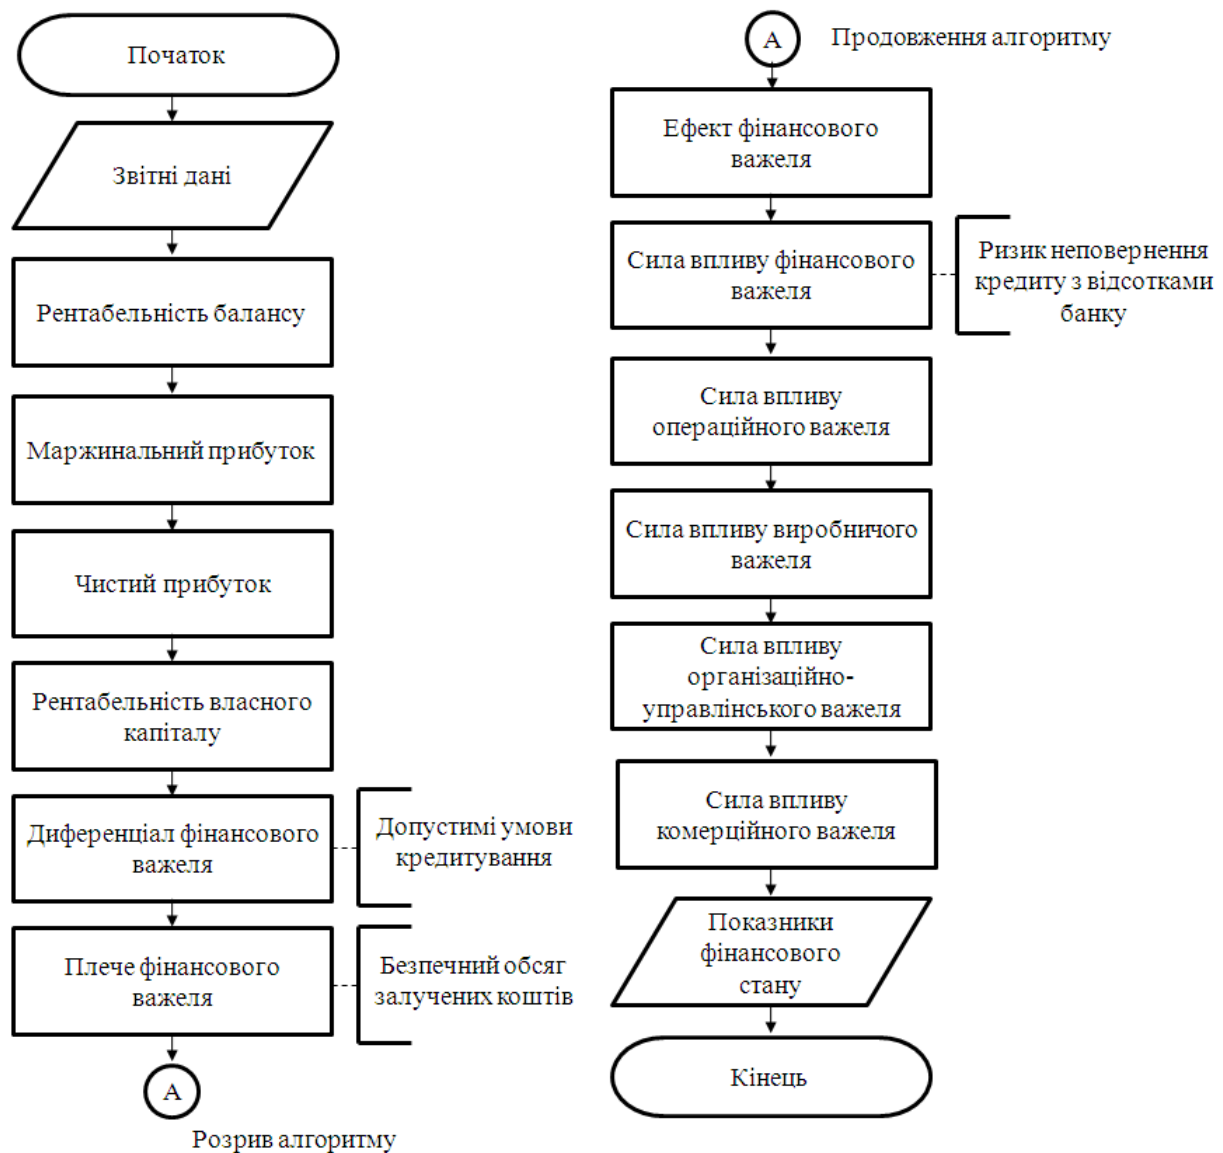 Початок
Звітні дані
Рентабельність балансу
Маржинальний прибуток
Чистий прибуток
Рентабельність власного
капіталу
Диференціал фінансового
важеля
Допустимі умови
кредитування
Плече фінансового
важеля
Безпечний обсяг
залучених коштів
А
Розрив алгоритму
А
Продовження алгоритму
Ефект фінансового
важеля
Сила впливу фінансового
важеля
Ризик неповернення
кредиту з відсотками
банку
Сила впливу
операційного важеля
Сила впливу виробничого
важеля
Сила впливу
організаційно-
управлінського важеля
Сила впливу
комерційного важеля
Показники
фінансового
стану
Кінець